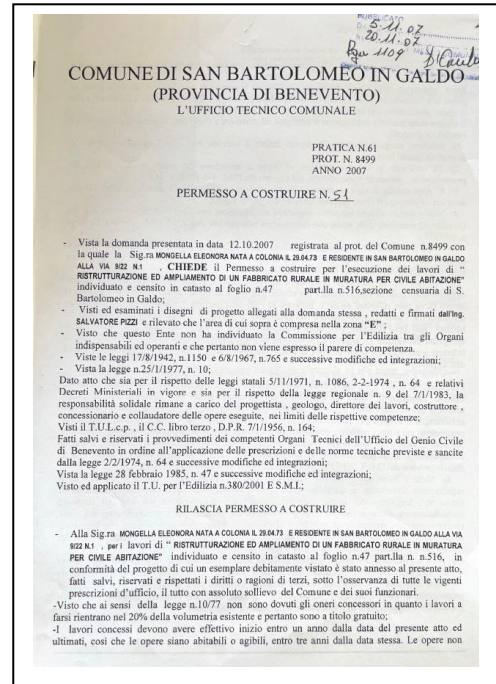 PUBBLICATO
5.11.07
20.11.07
1109
COMUNE DI SAN BARTOLOMEO IN GALDO
(PROVINCIA DI BENEVENTO)
L'UFFICIO TECNICO COMUNALE
PRATICA N.61
PROT. N. 8499
ANNO 2007
PERMESSO A COSTRUIRE N. 51
- Vista la domanda presentata in data 12.10.2007 registrata al prot. del Comune n.8499 con
la quale la Sig.ra MONGELLA ELEONORA NATA A COLONIA IL 29.04.73 E RESIDENTE IN SAN BARTOLOMEO IN GALDO
ALLA VIA 9/22 N.1 , CHIEDE il Permesso a costruire per l'esecuzione dei lavori di "
RISTRUTTURAZIONE ED AMPLIAMENTO DI UN FABBRICATO RURALE IN MURATURA PER CIVILE ABITAZIONE"
individuato e censito in catasto al foglio n.47 part.lla n.516,sezione censuaria di S.
Bartolomeo in Galdo;
- Visti ed esaminati i disegni di progetto allegati alla domanda stessa , redatti e firmati dall'Ing.
SALVATORE PIZZI e rilevato che l'area di cui sopra è compresa nella zona "E" ;
- Visto che questo Ente non ha individuato la Commissione per l'Edilizia tra gli Organi
indispensabili ed operanti e che pertanto non viene espresso il parere di competenza.
- Viste le leggi 17/8/1942, n.1150 e 6/8/1967, n.765 e successive modifiche ed integrazioni;
- Vista la legge n.25/1/1977, n. 10;
Dato atto che sia per il rispetto delle leggi statali 5/11/1971, n. 1086, 2-2-1974 , n. 64 e relativi
Decreti Ministeriali in vigore e sia per il rispetto della legge regionale n. 9 del 7/1/1983, la
responsabilità solidale rimane a carico del progettista , geologo, direttore dei lavori, costruttore ,
concessionario e collaudatore delle opere eseguite, nei limiti delle rispettive competenze;
Visti il T.U.L.c.p. , il C.C. libro terzo , D.P.R. 7/1/1956, n. 164;
Fatti salvi e riservati i provvedimenti dei competenti Organi Tecnici dell'Ufficio del Genio Civile
di Benevento in ordine all'applicazione delle prescrizioni e delle norme tecniche previste e sancite
dalla legge 2/2/1974, n. 64 e successive modifiche ed integrazioni;
Vista la legge 28 febbraio 1985, n. 47 e successive modifiche ed integrazioni;
Visto ed applicato il T.U. per l'Edilizia n.380/2001 E S.M.I.;
RILASCIA PERMESSO A COSTRUIRE
- Alla Sig.ra MONGELLA ELEONORA NATA A COLONIA IL 29.04.73 E RESIDENTE IN SAN BARTOLOMEO IN GALDO ALLA VIA
9/22 N.1 , per i lavori di " RISTRUTTURAZIONE ED AMPLIAMENTO DI UN FABBRICATO RURALE IN MURATURA
PER CIVILE ABITAZIONE" individuato e censito in catasto al foglio n.47 part.lla n. n.516, in
conformità del progetto di cui un esemplare debitamente vistato è stato annesso al presente atto,
fatti salvi, riservati e rispettati i diritti o ragioni di terzi, sotto l'osservanza di tutte le vigenti
prescrizioni d'ufficio, il tutto con assoluto sollievo del Comune e dei suoi funzionari.
-Visto che ai sensi della legge n.10/77 non sono dovuti gli oneri concessori in quanto i lavori a
farsi rientrano nel 20% della volumetria esistente e pertanto sono a titolo gratuito;
-I lavori concessi devono avere effettivo inizio entro un anno dalla data del presente atto ed
ultimati, così che le opere siano abitabili o agibili, entro tre anni dalla data stessa. Le opere non